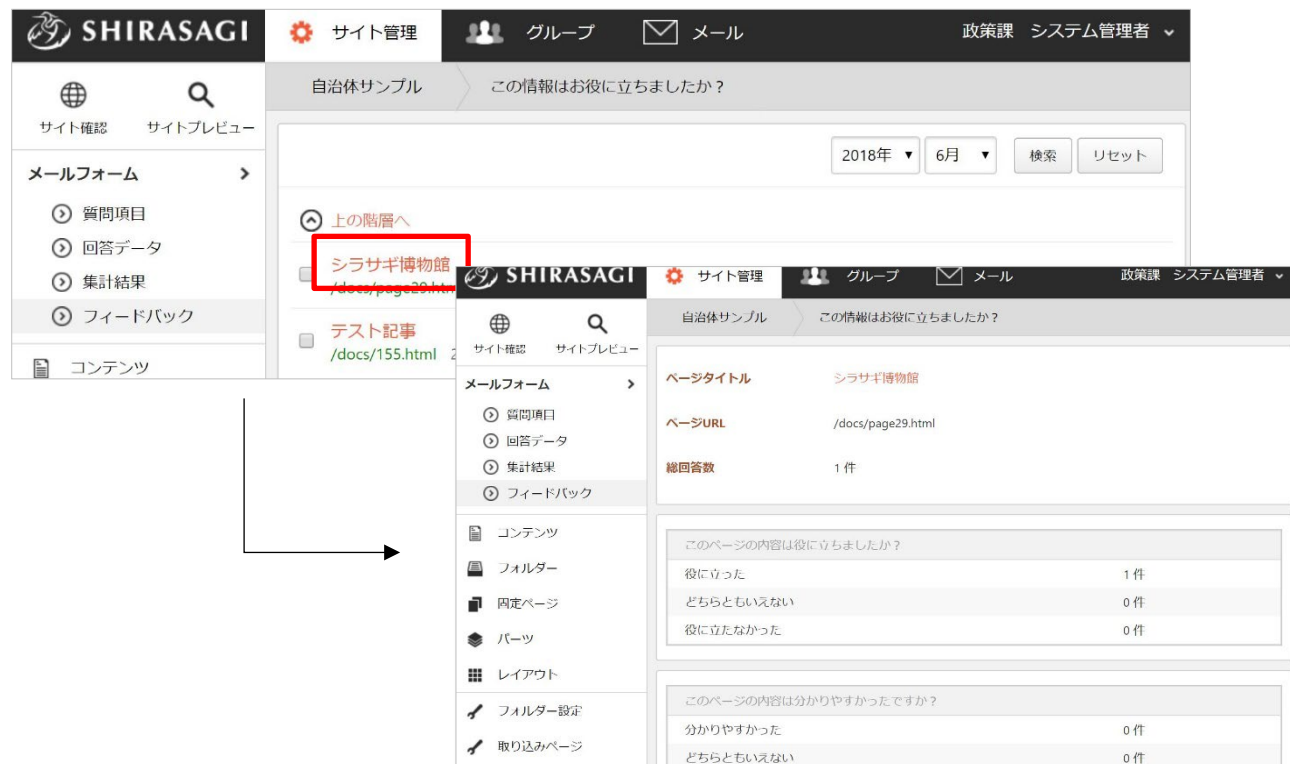 SHIRASAGI サイト管理 グループ メール 政策課 システム管理者
サイト確認 サイトプレビュー
自治体サンプル この情報はお役に立ちましたか？
2018年 6月 検索 リセット
メールフォーム
質問項目
回答データ
集計結果
フィードバック
コンテンツ
上の階層へ
シラサギ博物館
/docs/page29.htm
テスト記事
/docs/155.html 2
SHIRASAGI サイト管理 グループ メール 政策課 システム管理者
サイト確認 サイトプレビュー
自治体サンプル この情報はお役に立ちましたか？
メールフォーム
質問項目
回答データ
集計結果
フィードバック
コンテンツ
フォルダー
固定ページ
パーツ
レイアウト
フォルダー設定
取り込みページ
ページタイトル シラサギ博物館
ページURL /docs/page29.html
総回答数 1 件
このページの内容は役に立ちましたか？
役に立った 1 件
どちらともいえない 0 件
役に立たなかった 0 件
このページの内容は分かりやすかったですか？
分かりやすかった 0 件
どちらともいえない 0 件